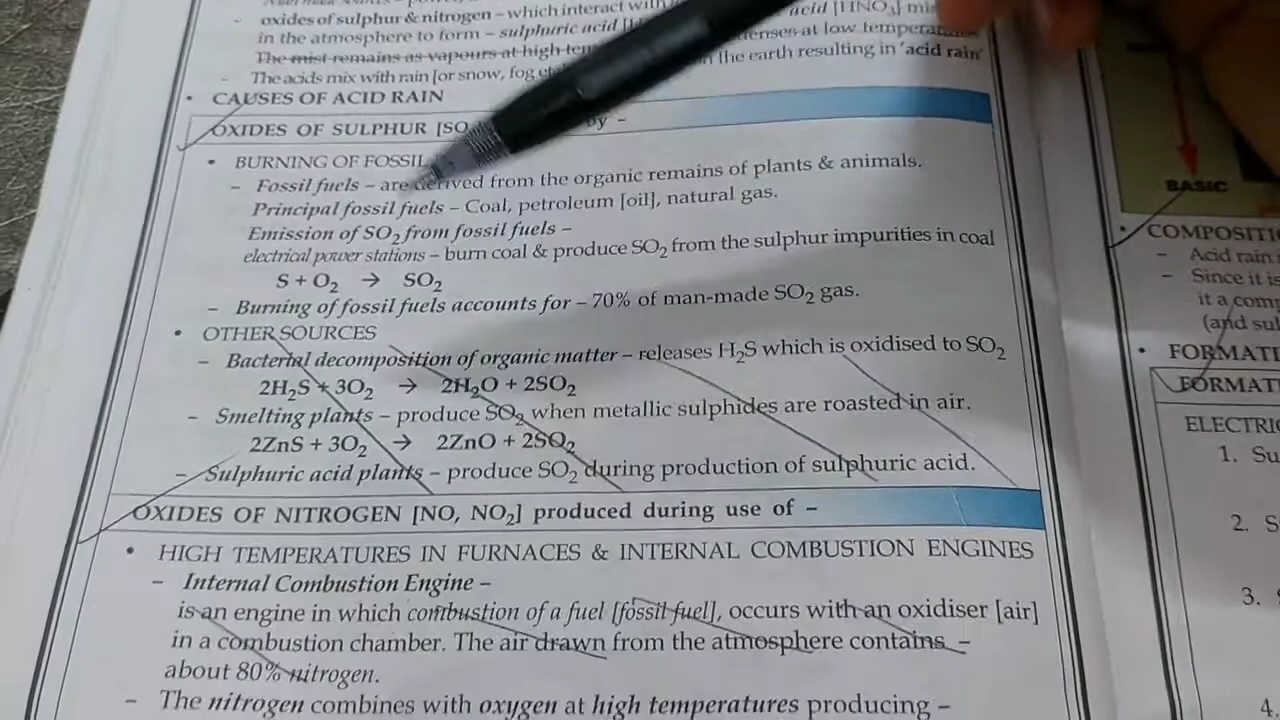 oxides of sulphur & nitrogen – which interact with acid [HNO₃]
in the atmosphere to form – sulphuric acid at low
The mist remains as vapours at high the earth resulting in 'acid rain'
– The acids mix with rain [or snow, fog
• CAUSES OF ACID RAIN
OXIDES OF SULPHUR [SO by –
• BURNING OF FOSSIL
– Fossil fuels – are derived from the organic remains of plants & animals.
Principal fossil fuels – Coal, petroleum [oil], natural gas.
Emission of SO₂ from fossil fuels –
electrical power stations – burn coal & produce SO₂ from the sulphur impurities in coal
S + O₂ → SO₂
– Burning of fossil fuels accounts for – 70% of man-made SO₂ gas.
• OTHER SOURCES
– Bacterial decomposition of organic matter – releases H₂S which is oxidised to SO₂
2H₂S + 3O₂ → 2H₂O + 2SO₂
– Smelting plants – produce SO₂ when metallic sulphides are roasted in air.
2ZnS + 3O₂ → 2ZnO + 2SO₂
– Sulphuric acid plants – produce SO₂ during production of sulphuric acid.
OXIDES OF NITROGEN [NO, NO₂] produced during use of –
• HIGH TEMPERATURES IN FURNACES & INTERNAL COMBUSTION ENGINES
– Internal Combustion Engine –
is an engine in which combustion of a fuel [fossil fuel], occurs with an oxidiser [air]
in a combustion chamber. The air drawn from the atmosphere contains –
about 80% nitrogen.
– The nitrogen combines with oxygen at high temperatures producing –
BASIC
• COMPOSITI
– Acid rain
– Since it is
it a comp
(and sul
• FORMATI
FORMAT
ELECTRI
1. Su
2. S
3.
4.